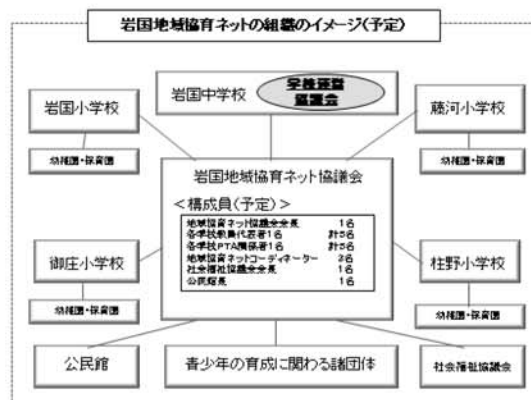 岩国地域協育ネットの組織のイメージ(予定)
岩国中学校
学校運営
協議会
岩国小学校
幼稚園・保育園
藤河小学校
幼稚園・保育園
岩国地域協育ネット協議会
＜構成員(予定)＞
地域協育ネット協議会会長 1名
各学校教員代表者1名 計5名
各学校PTA関係者1名 計5名
地域協育ネットコーディネーター 2名
社会福祉協議会会長 1名
公民館長 1名
御庄小学校
幼稚園・保育園
柱野小学校
幼稚園・保育園
公民館
青少年の育成に関わる諸団体
社会福祉協議会